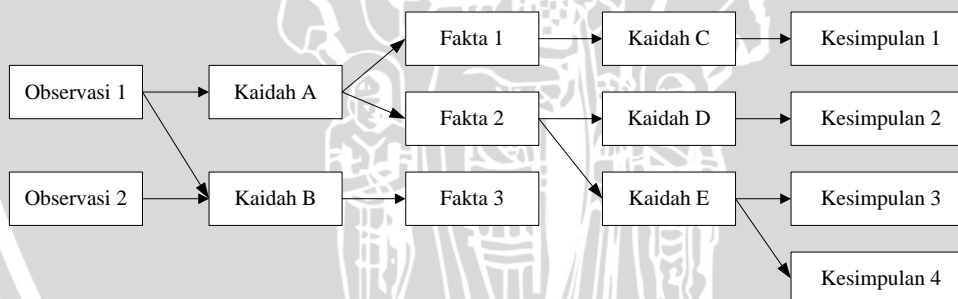 Fakta 1
Kaidah C
Kesimpulan 1
Observasi 1
Kaidah A
Fakta 2
Kaidah D
Kesimpulan 2
Observasi 2
Kaidah B
Fakta 3
Kaidah E
Kesimpulan 3
Kesimpulan 4